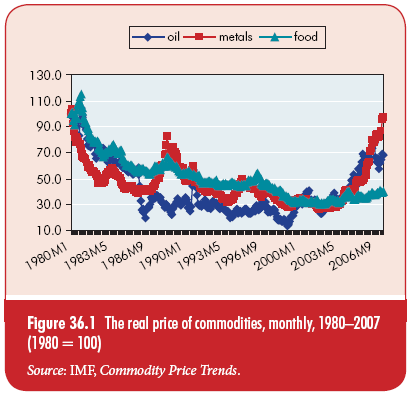 oil metals food
130.0
110.0
90.0
70.0
50.0
30.0
10.0
1980M1 1983M5 1986M9 1990M1 1993M5 1996M9 2000M1 2003M5 2006M9
Figure 36.1 The real price of commodities, monthly, 1980–2007
(1980 = 100)
Source: IMF, Commodity Price Trends.